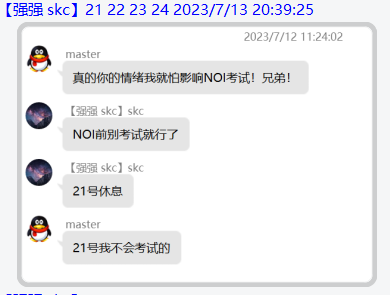 【强强 skc】21 22 23 24 2023/7/13 20:39:25
2023/7/12 11:24:02
master
真的你的情绪我就怕影响NOI考试！兄弟！
【强强 skc】skc
NOI前别考试就行了
【强强 skc】skc
21号休息
master
21号我不会考试的